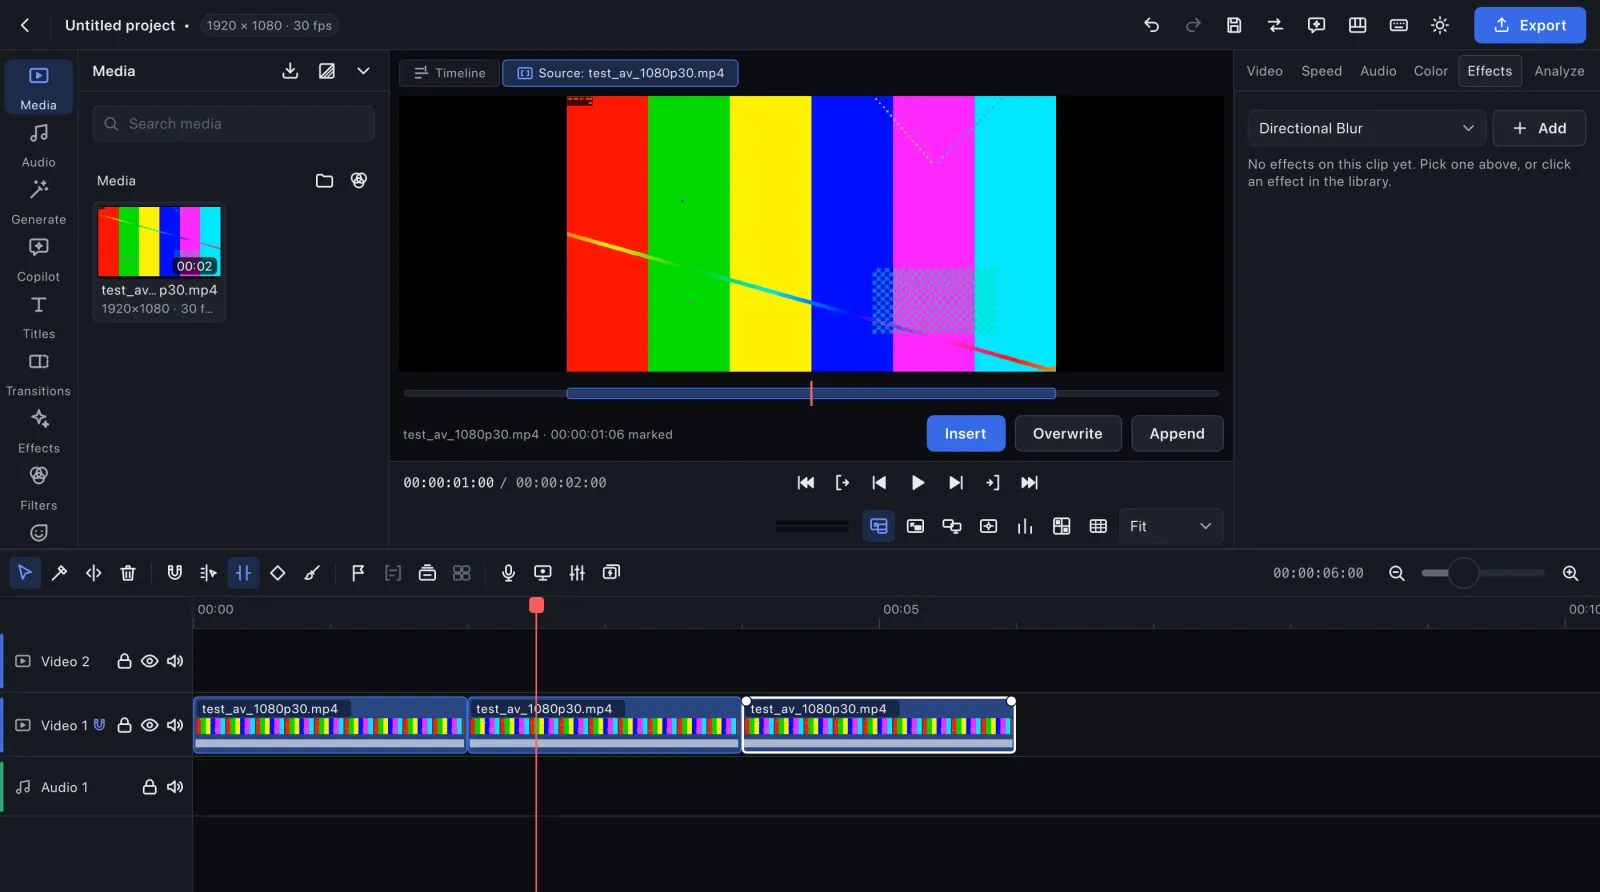 Untitled project • 1920 × 1080 · 30 fps
Export
Media
Audio
Generate
Copilot
Titles
Transitions
Effects
Filters
Media
Search media
Media
00:02
test_av...p30.mp4
1920×1080 · 30 f...
Timeline
Source: test_av_1080p30.mp4
test_av_1080p30.mp4 · 00:00:01:06 marked
Insert
Overwrite
Append
00:00:01:00 / 00:00:02:00
Fit
Video
Speed
Audio
Color
Effects
Analyze
Directional Blur
Add
No effects on this clip yet. Pick one above, or click
an effect in the library.
00:00:06:00
00:00
00:05
00:10
Video 2
Video 1
test_av_1080p30.mp4
test_av_1080p30.mp4
test_av_1080p30.mp4
Audio 1